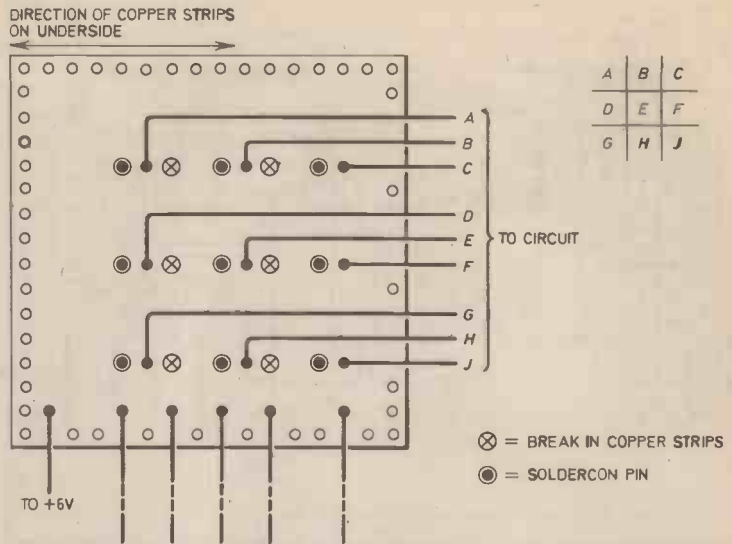 DIRECTION OF COPPER STRIPS
ON UNDERSIDE
A B C
D E F
G H J
A
B
C
D
E
F
TO CIRCUIT
G
H
J
⊗ = BREAK IN COPPER STRIPS
◉ = SOLDERCON PIN
TO +6V